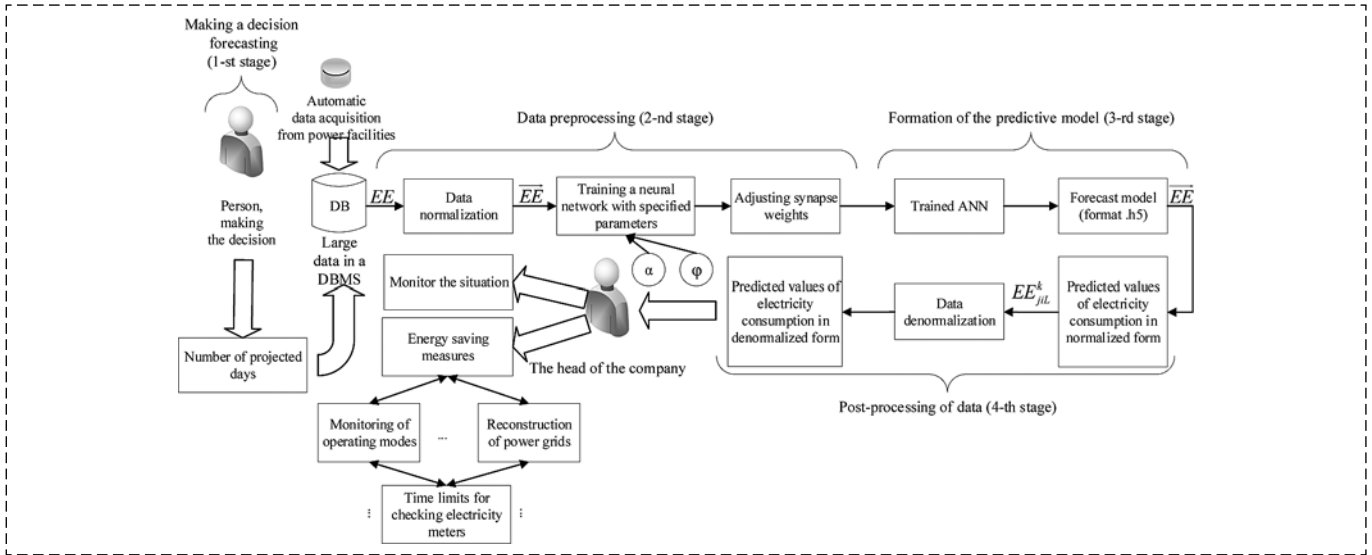 Making a decision
forecasting
(1-st stage)
Automatic
data acquisition
from power facilities
Person,
making
the decision
Number of projected
days
DB
Large
data in a
DBMS
Data preprocessing (2-nd stage)
EE
Data
normalization
EE
Training a neural
network with specified
parameters
α
φ
Adjusting synapse
weights
Formation of the predictive model (3-rd stage)
Trained ANN
Forecast model
(format .h5)
EE
Predicted values
of electricity
consumption in
normalized form
EE^k_jiL
Data
denormalization
Predicted values of
electricity
consumption in
denormalized form
Post-processing of data (4-th stage)
The head of the company
Monitor the situation
Energy saving
measures
Monitoring of
operating modes
...
Reconstruction
of power grids
Time limits for
checking electricity
meters